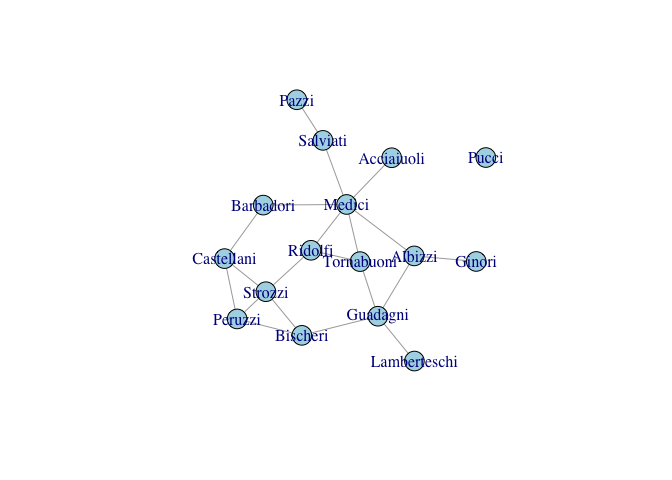 Pazzi
Salviati
Acciaiuoli
Pucci
Barbadori
Medici
Ridolfi
Castellani
Tornabuoni
Albizzi
Ginori
Strozzi
Peruzzi
Guadagni
Bischeri
Lamberteschi